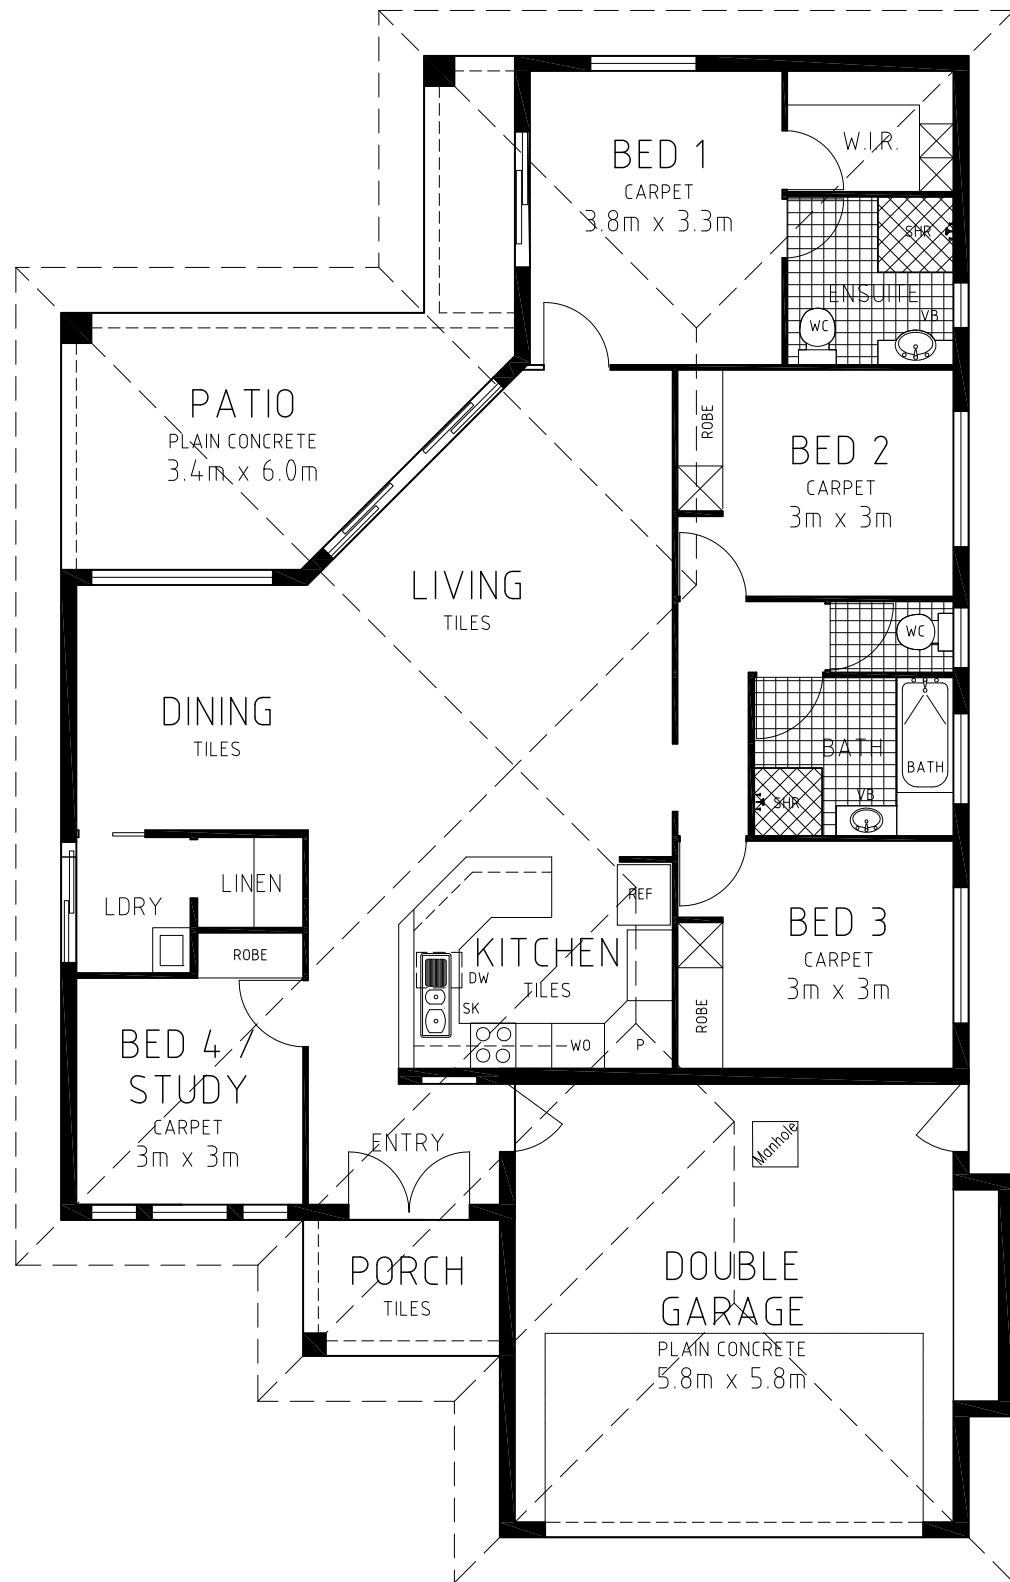 BED 1
CARPET
3.8m x 3.3m
W.I.R.
SHR
ENSUITE
VB
WC
PATIO
PLAIN CONCRETE
3.4m x 6.0m
ROBE
BED 2
CARPET
3m x 3m
LIVING
TILES
WC
DINING
TILES
BATH
BATH
SHR
VB
LINEN
LDRY
ROBE
REF
KITCHEN
TILES
DW
SK
WO
P
BED 3
CARPET
3m x 3m
ROBE
BED 4 /
STUDY
CARPET
3m x 3m
ENTRY
Manhole
PORCH
TILES
DOUBLE
GARAGE
PLAIN CONCRETE
5.8m x 5.8m